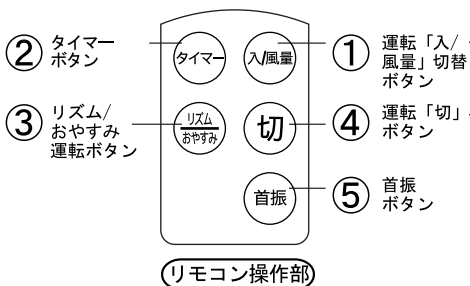 ② タイマー
ボタン
③ リズム/
おやすみ
運転ボタン
タイマー
入/風量
リズム
おやすみ
切
首振
① 運転「入/
風量」切替
ボタン
④ 運転「切」
ボタン
⑤ 首振
ボタン
リモコン操作部